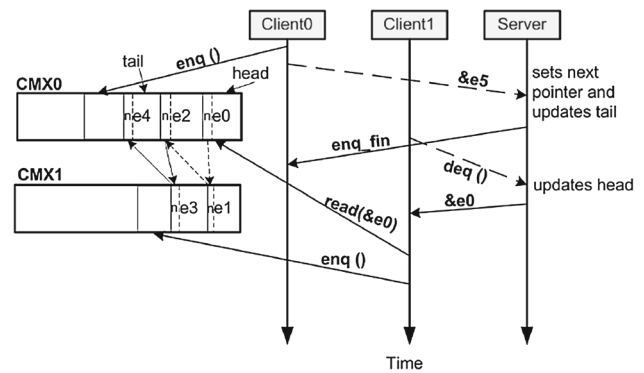 Client0
Client1
Server
enq ()
tail
head
CMX0
ne4
ne2
ne0
&e5
sets next
pointer and
updates tail
enq_fin
deq ()
updates head
CMX1
ne3
ne1
read(&e0)
&e0
enq ()
Time